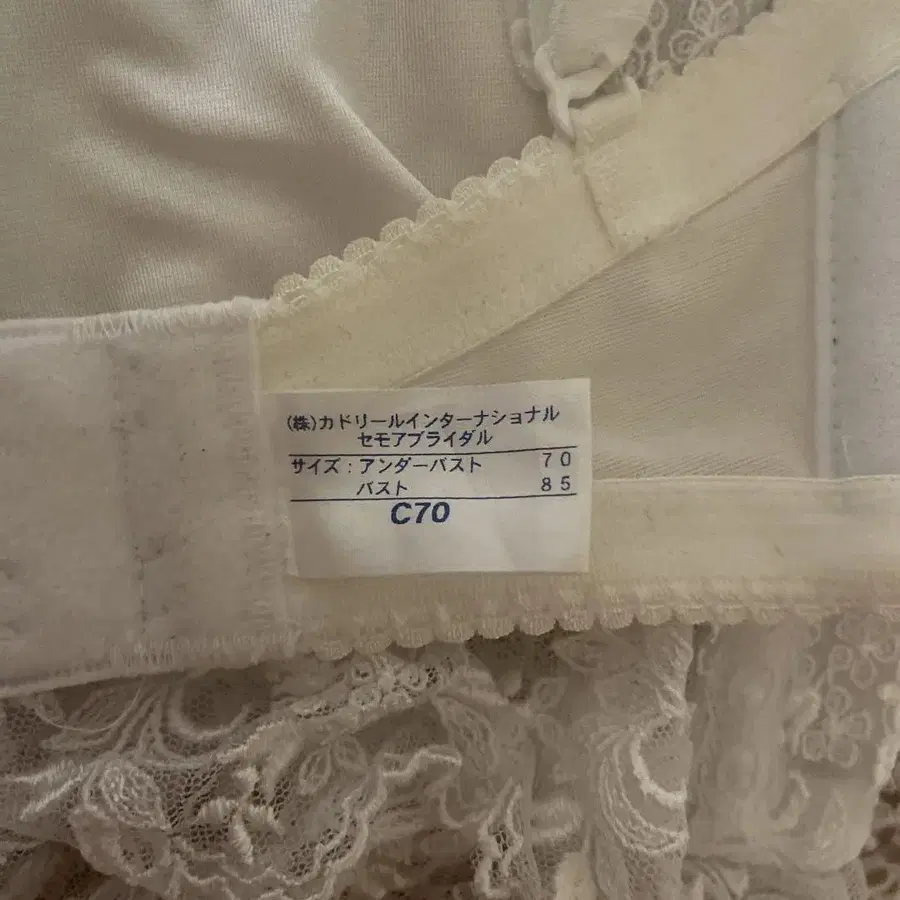 (株)カドリールインターナショナル
セモアブライダル
サイズ：アンダーバスト 70
バスト 85
C70